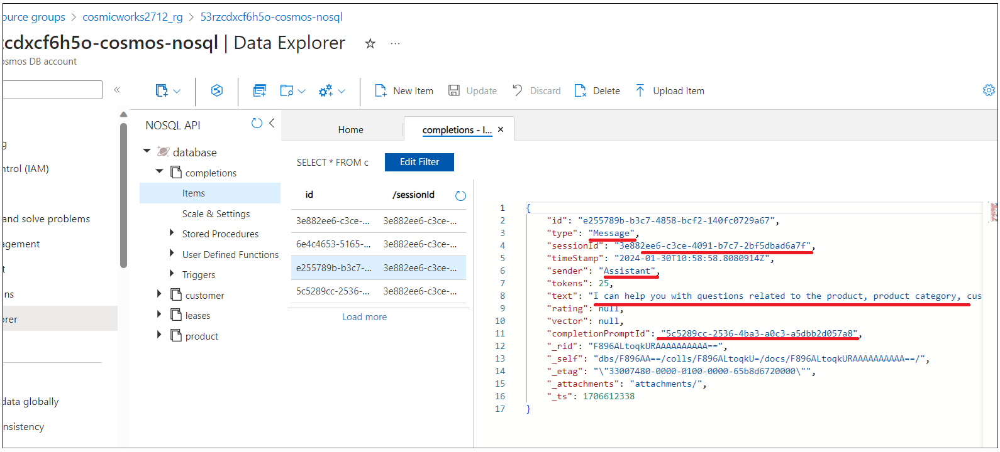 ource groups > cosmicworks2712_rg > 53rzcdxcf6h5o-cosmos-nosql
zcdxcf6h5o-cosmos-nosql | Data Explorer ☆ ...
osmos DB account
«
New Item Update Discard Delete Upload Item
g
ntrol (IAM)
and solve problems
nagement
t
ns
rer
data globally
nsistency
NOSQL API
database
completions
Items
Scale & Settings
Stored Procedures
User Defined Functions
Triggers
customer
leases
product
Home
completions - I... ×
SELECT * FROM c Edit Filter
id /sessionId
3e882ee6-c3ce-... 3e882ee6-c3ce-...
6e4c4653-5165-... 3e882ee6-c3ce-...
e255789b-b3c7-... 3e882ee6-c3ce-...
5c5289cc-2536-... 3e882ee6-c3ce-...
Load more
1 {
2 "id": "e255789b-b3c7-4858-bcf2-140fc0729a67",
3 "type": "Message",
4 "sessionId": "3e882ee6-c3ce-4091-b7c7-2bf5dbad6a7f",
5 "timeStamp": "2024-01-30T10:58:58.8080914Z",
6 "sender": "Assistant",
7 "tokens": 25,
8 "text": "I can help you with questions related to the product, product category, cus
9 "rating": null,
10 "vector": null,
11 "completionPromptId": "5c5289cc-2536-4ba3-a0c3-a5dbb2d057a8",
12 "_rid": "F896ALtoqkURAAAAAAAAAA==",
13 "_self": "dbs/F896AA==/colls/F896ALtoqkU=/docs/F896ALtoqkURAAAAAAAAAA==/",
14 "_etag": "\"33007480-0000-0100-0000-65b8d6720000\"",
15 "_attachments": "attachments/",
16 "_ts": 1706612338
17 }